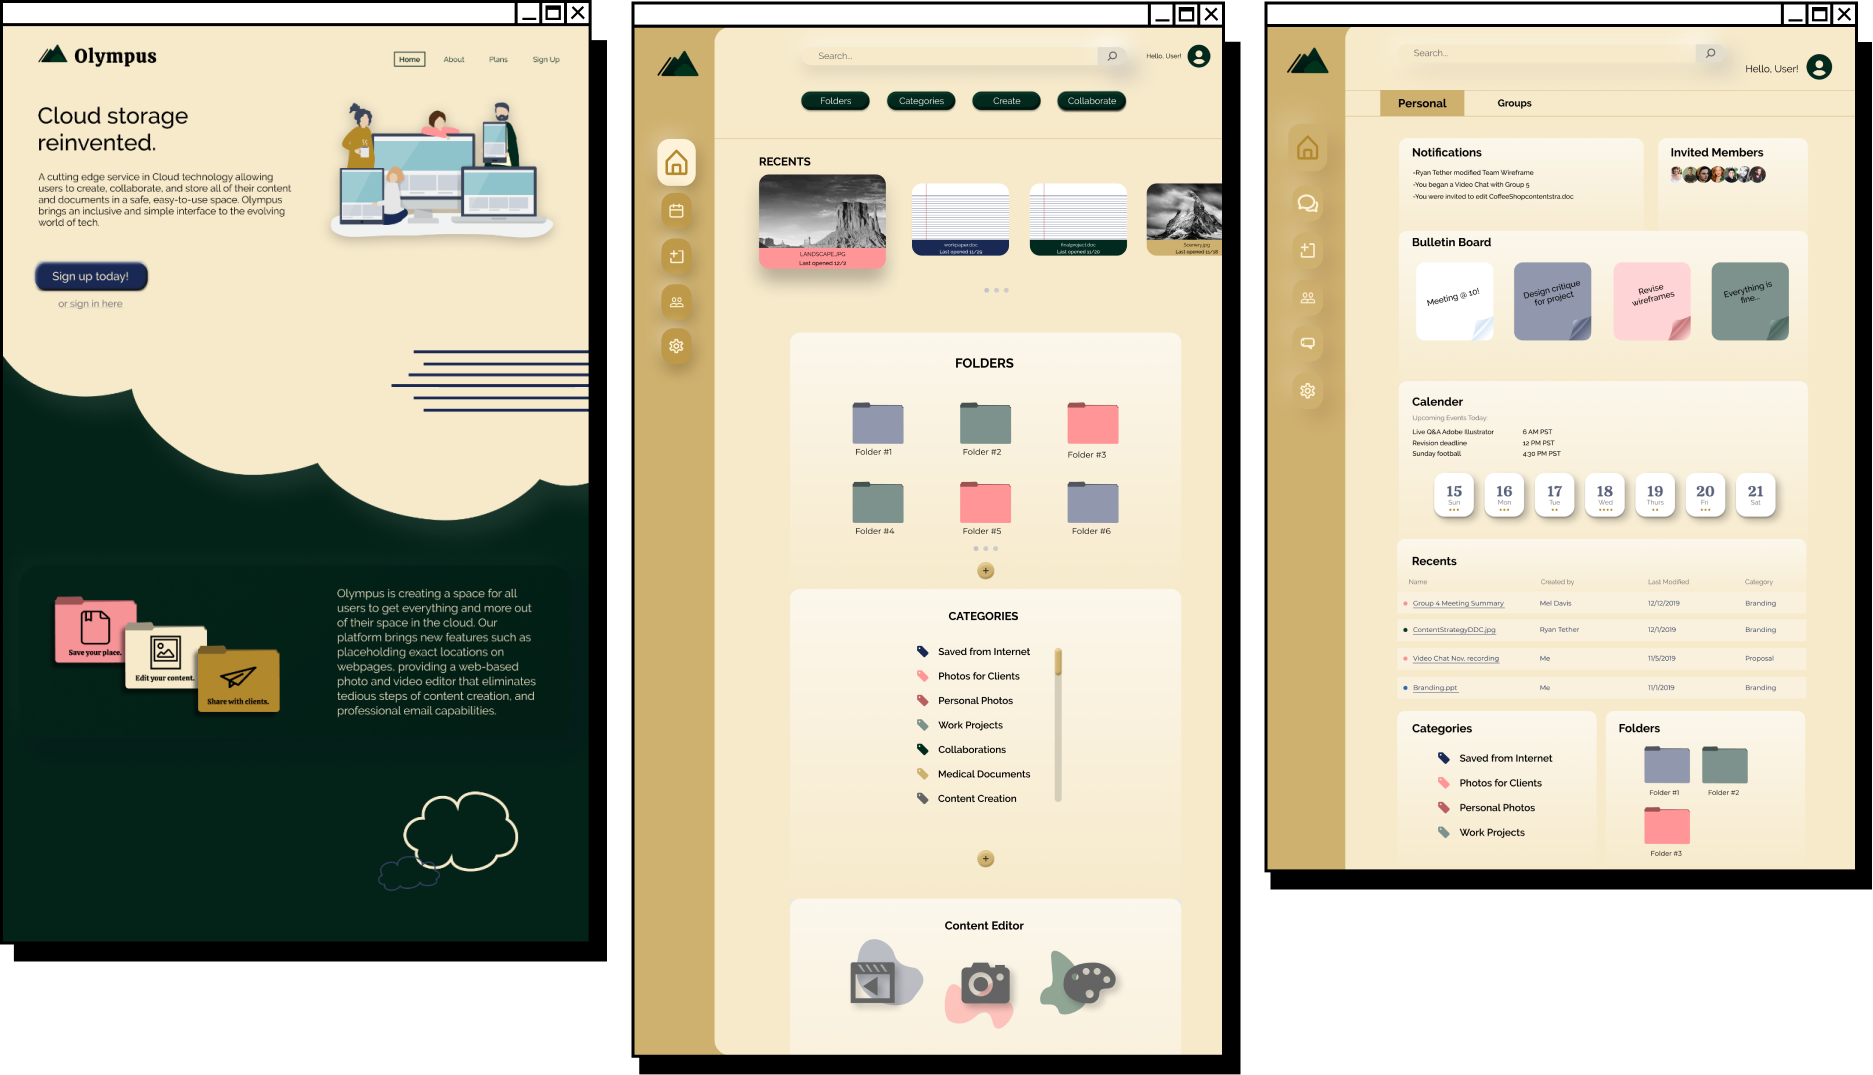 Olympus
Home
About
Plans
Sign Up
Cloud storage
reinvented.
A cutting edge service in Cloud technology allowing
users to create, collaborate, and store all of their content
and documents in a safe, easy-to-use space. Olympus
brings an inclusive and simple interface to the evolving
world of tech.
Sign up today!
or sign in here
Save your place.
Edit your content.
Share with clients.
Olympus is creating a space for all
users to get everything and more out
of their space in the cloud. Our
platform brings new features such as
placeholding exact locations on
webpages, providing a web-based
photo and video editor that eliminates
tedious steps of content creation, and
professional email capabilities.
Search...
Hello, User!
Folders
Categories
Create
Collaborate
RECENTS
LANDSCAPE.JPG
Last opened 12/2
workpaper.doc
Last opened 11/29
finalproject.doc
Last opened 11/20
Scenery.jpg
Last opened 11/18
FOLDERS
Folder #1
Folder #2
Folder #3
Folder #4
Folder #5
Folder #6
CATEGORIES
Saved from Internet
Photos for Clients
Personal Photos
Work Projects
Collaborations
Medical Documents
Content Creation
Content Editor
Search...
Hello, User!
Personal
Groups
Notifications
-Ryan Tether modified Team Wireframe
-You began a Video Chat with Group 5
-You were invited to edit CoffeeShopcontentstra.doc
Invited Members
Bulletin Board
Meeting @ 10!
Design critique
for project
Revise
wireframes
Everything is
fine...
Calender
Upcoming Events Today:
Live Q&A Adobe Illustrator 6 AM PST
Revision deadline 12 PM PST
Sunday football 4:30 PM PST
15 16 17 18 19 20 21
Sun Mon Tue Wed Thurs Fri Sat
Recents
Name Created by Last Modified Category
Group 4 Meeting Summary Mel Davis 12/12/2019 Branding
ContentStrategyDDC.jpg Ryan Tether 12/1/2019 Branding
Video Chat Nov. recording Me 11/5/2019 Proposal
Branding.ppt Me 11/1/2019 Branding
Categories
Saved from Internet
Photos for Clients
Personal Photos
Work Projects
Folders
Folder #1
Folder #2
Folder #3